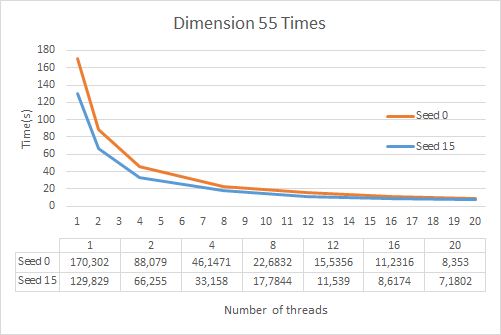 Dimension 55 Times
180
160
140
120
100
80
60
40
20
0
Time(s)
Seed 0
Seed 15
1 2 3 4 5 6 7 8 9 10 11 12 13 14 15 16 17 18 19 20
1 2 4 8 12 16 20
Seed 0 170,302 88,079 46,1471 22,6832 15,5356 11,2316 8,353
Seed 15 129,829 66,255 33,158 17,7844 11,539 8,6174 7,1802
Number of threads